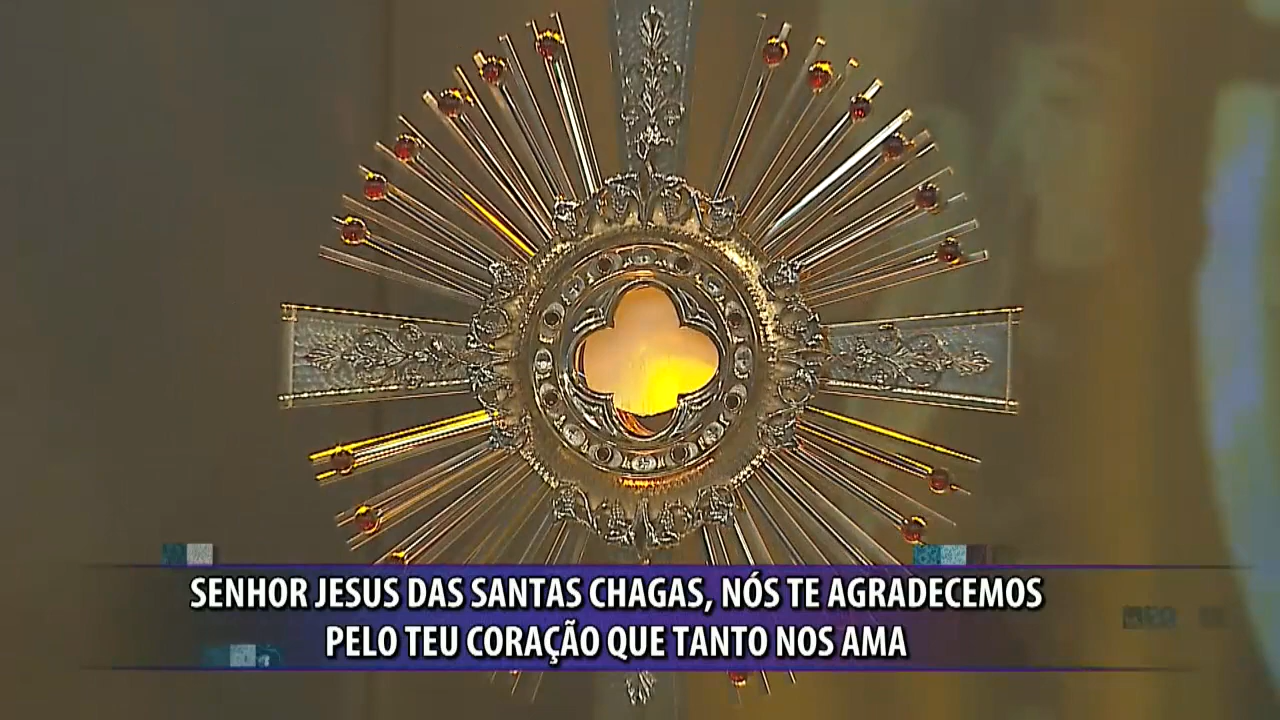 SENHOR JESUS DAS SANTAS CHAGAS, NÓS TE AGRADECEMOS
PELO TEU CORAÇÃO QUE TANTO NOS AMA